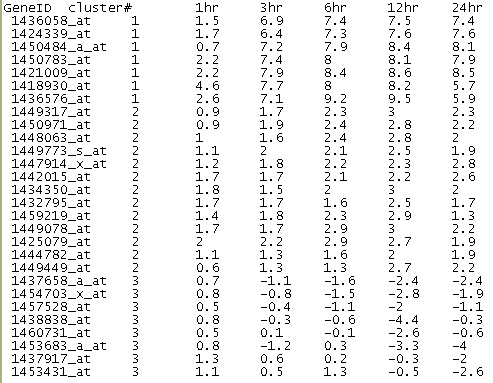 GeneID cluster# 1hr 3hr 6hr 12hr 24hr
1436058_at 1 1.5 6.9 7.4 7.5 7.4
1424339_at 1 1.7 6.4 7.3 7.6 7.6
1450484_a_at 1 0.7 7.2 7.9 8.4 8.1
1450783_at 1 2.2 7.4 8 8.1 7.9
1421009_at 1 2.2 7.9 8.4 8.6 8.5
1418930_at 1 4.6 7.7 8 8.2 5.7
1436576_at 1 2.6 7.1 9.2 9.5 5.9
1449317_at 2 0.9 1.7 2.3 3 2.3
1450971_at 2 0.9 1.9 2.4 2.8 2.2
1448063_at 2 1 1.6 2.4 2.8 2
1449773_s_at 2 1.1 2 2.1 2.5 1.9
1447914_x_at 2 1.2 1.8 2.2 2.3 2.8
1442015_at 2 1.7 1.7 2.1 2.2 2.6
1434350_at 2 1.8 1.5 2 3 2
1432795_at 2 1.7 1.7 1.6 2.5 1.7
1459219_at 2 1.4 1.8 2.3 2.9 1.3
1449078_at 2 1.7 1.7 2.9 3 2.2
1425079_at 2 2 2.2 2.9 2.7 1.9
1444782_at 2 1.1 1.3 1.6 2 1.9
1449449_at 2 0.6 1.3 1.3 2.7 2.2
1437658_a_at 3 0.7 -1.1 -1.6 -2.4 -2.4
1454703_x_at 3 0.8 -0.8 -1.5 -2.8 -1.9
1457528_at 3 0.5 -0.4 -1.1 -2 -1.1
1438838_at 3 0.8 -0.3 -0.6 -4.4 -0.3
1460731_at 3 0.5 0.1 -0.1 -2.6 -0.6
1453683_a_at 3 0.8 -1.2 0.3 -3.3 -4
1437917_at 3 1.3 0.6 0.2 -0.3 -2
1453431_at 3 1.1 0.5 1.3 -0.5 -2.6